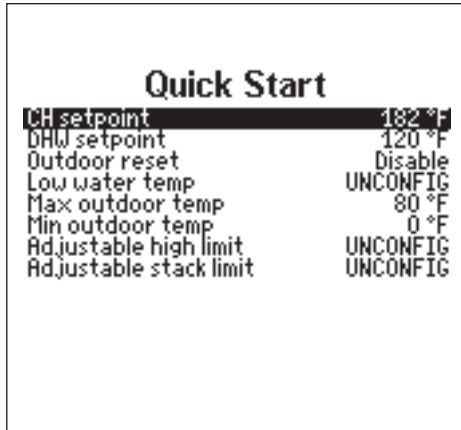 Quick Start
CH setpoint 182 °F
DHW setpoint 120 °F
Outdoor reset Disable
Low water temp UNCONFIG
Max outdoor temp 80 °F
Min outdoor temp 0 °F
Adjustable high limit UNCONFIG
Adjustable stack limit UNCONFIG